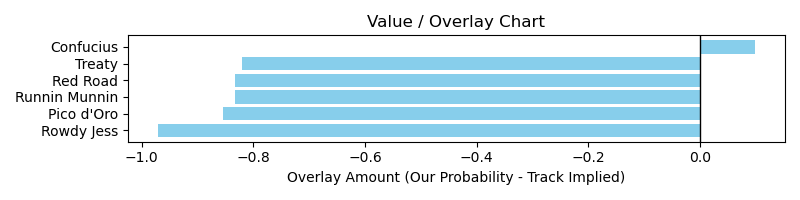 Value / Overlay Chart
Confucius
Treaty
Red Road
Runnin Munnin
Pico d'Oro
Rowdy Jess
−1.0 −0.8 −0.6 −0.4 −0.2 0.0
Overlay Amount (Our Probability - Track Implied)